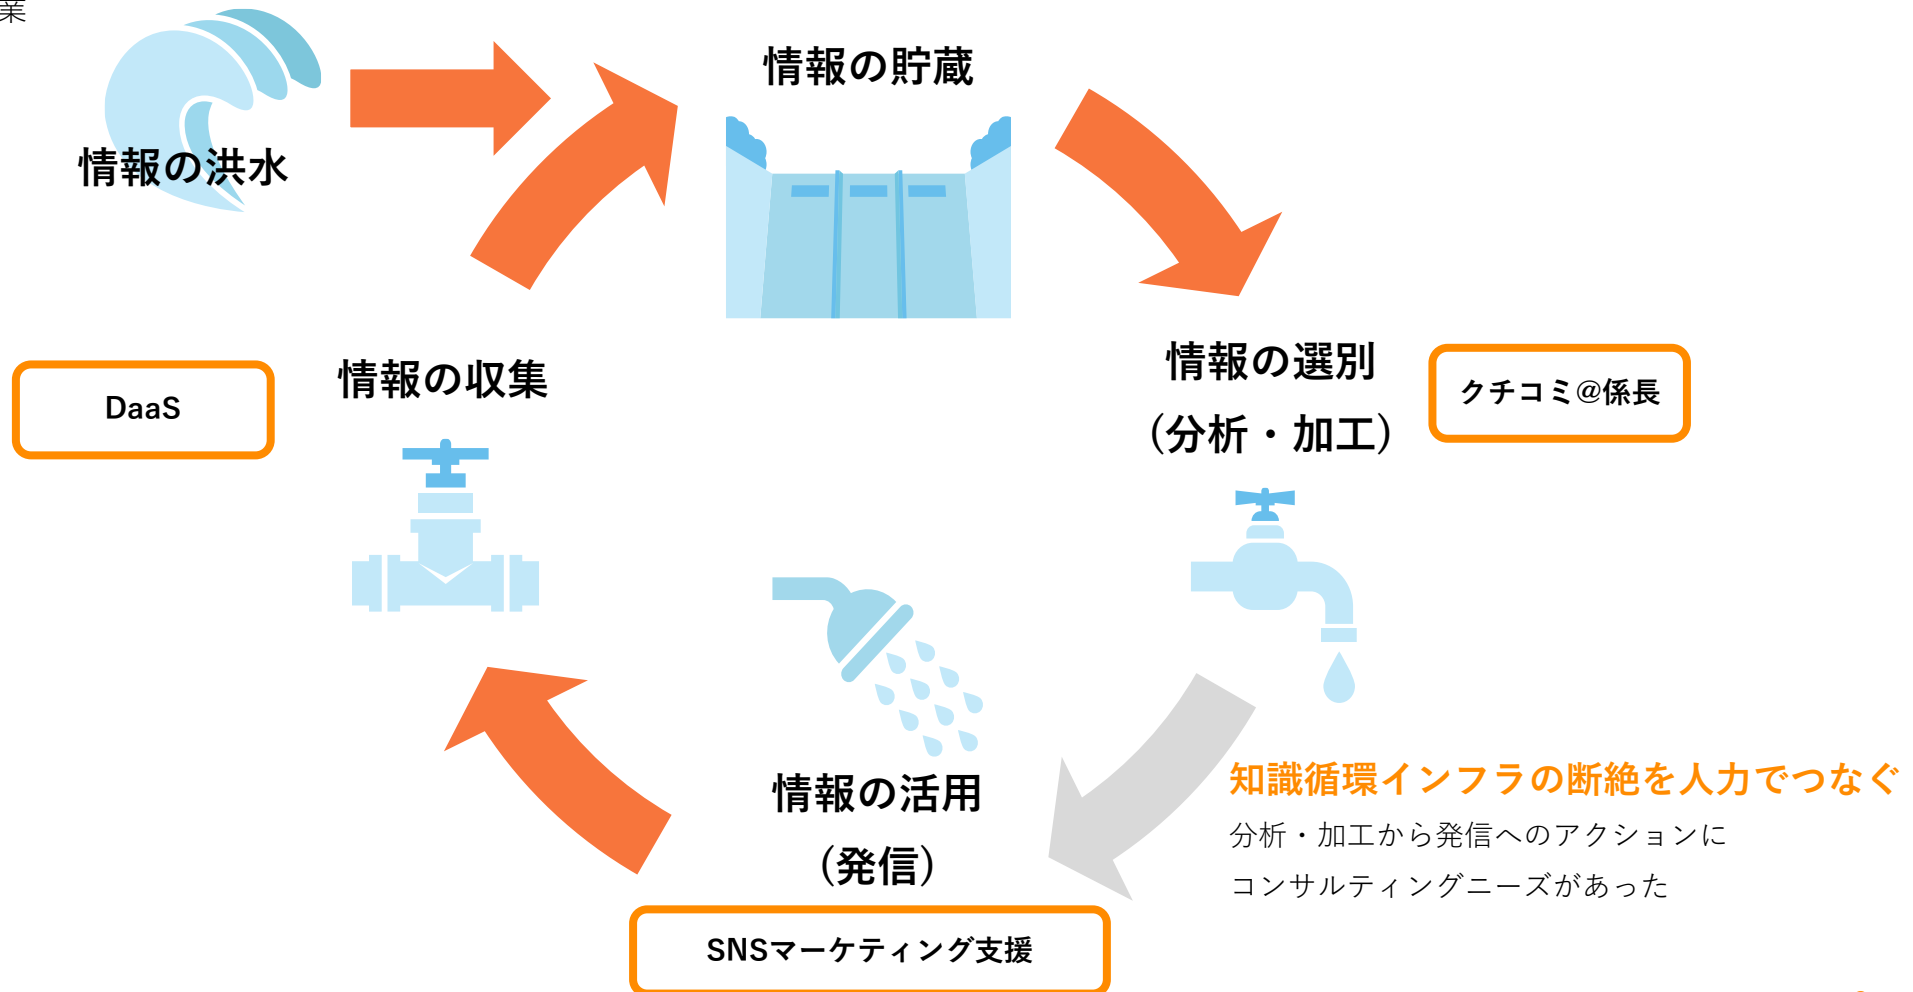 業
情報の洪水
情報の貯蔵
DaaS
情報の収集
情報の選別
(分析・加工)
クチコミ@係長
情報の活用
(発信)
SNSマーケティング支援
知識循環インフラの断絶を人力でつなぐ
分析・加工から発信へのアクションに
コンサルティングニーズがあった